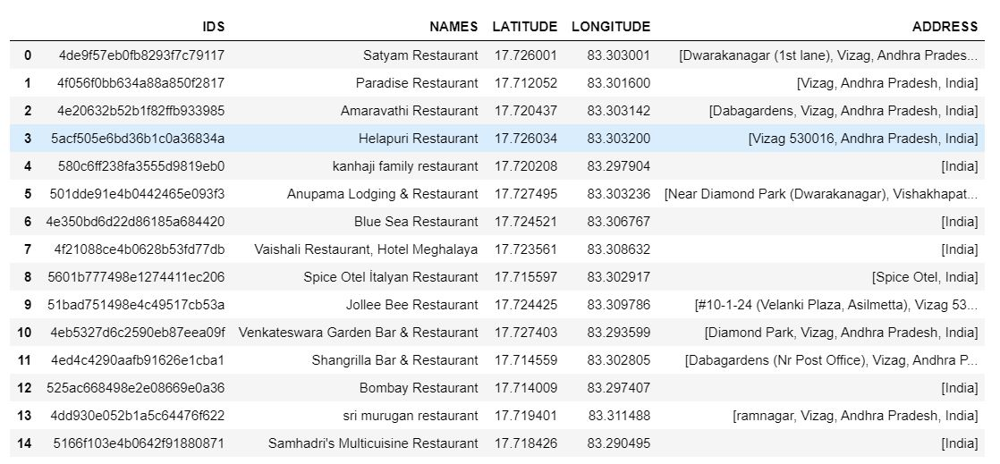 IDS NAMES LATITUDE LONGITUDE ADDRESS
0 4de9f57eb0fb8293f7c79117 Satyam Restaurant 17.726001 83.303001 [Dwarakanagar (1st lane), Vizag, Andhra Prades...
1 4f056f0bb634a88a850f2817 Paradise Restaurant 17.712052 83.301600 [Vizag, Andhra Pradesh, India]
2 4e20632b52b1f82ffb933985 Amaravathi Restaurant 17.720437 83.303142 [Dabagardens, Vizag, Andhra Pradesh, India]
3 5acf505e6bd36b1c0a36834a Helapuri Restaurant 17.726034 83.303200 [Vizag 530016, Andhra Pradesh, India]
4 580c6ff238fa3555d9819eb0 kanhaji family restaurant 17.720208 83.297904 [India]
5 501dde91e4b0442465e093f3 Anupama Lodging & Restaurant 17.727495 83.303236 [Near Diamond Park (Dwarakanagar), Vishakhapat...
6 4e350bd6d22d86185a684420 Blue Sea Restaurant 17.724521 83.306767 [India]
7 4f21088ce4b0628b53fd77db Vaishali Restaurant, Hotel Meghalaya 17.723561 83.308632 [India]
8 5601b777498e1274411ec206 Spice Otel İtalyan Restaurant 17.715597 83.302917 [Spice Otel, India]
9 51bad751498e4c49517cb53a Jollee Bee Restaurant 17.724425 83.309786 [#10-1-24 (Velanki Plaza, Asilmetta), Vizag 53...
10 4eb5327d6c2590eb87eea09f Venkateswara Garden Bar & Restaurant 17.727403 83.293599 [Diamond Park, Vizag, Andhra Pradesh, India]
11 4ed4c4290aafb91626e1cba1 Shangrilla Bar & Restaurant 17.714559 83.302805 [Dabagardens (Nr Post Office), Vizag, Andhra P...
12 525ac668498e2e08669e0a36 Bombay Restaurant 17.714009 83.297407 [India]
13 4dd930e052b1a5c64476f622 sri murugan restaurant 17.719401 83.311488 [ramnagar, Vizag, Andhra Pradesh, India]
14 5166f103e4b0642f91880871 Samhadri's Multicuisine Restaurant 17.718426 83.290495 [India]